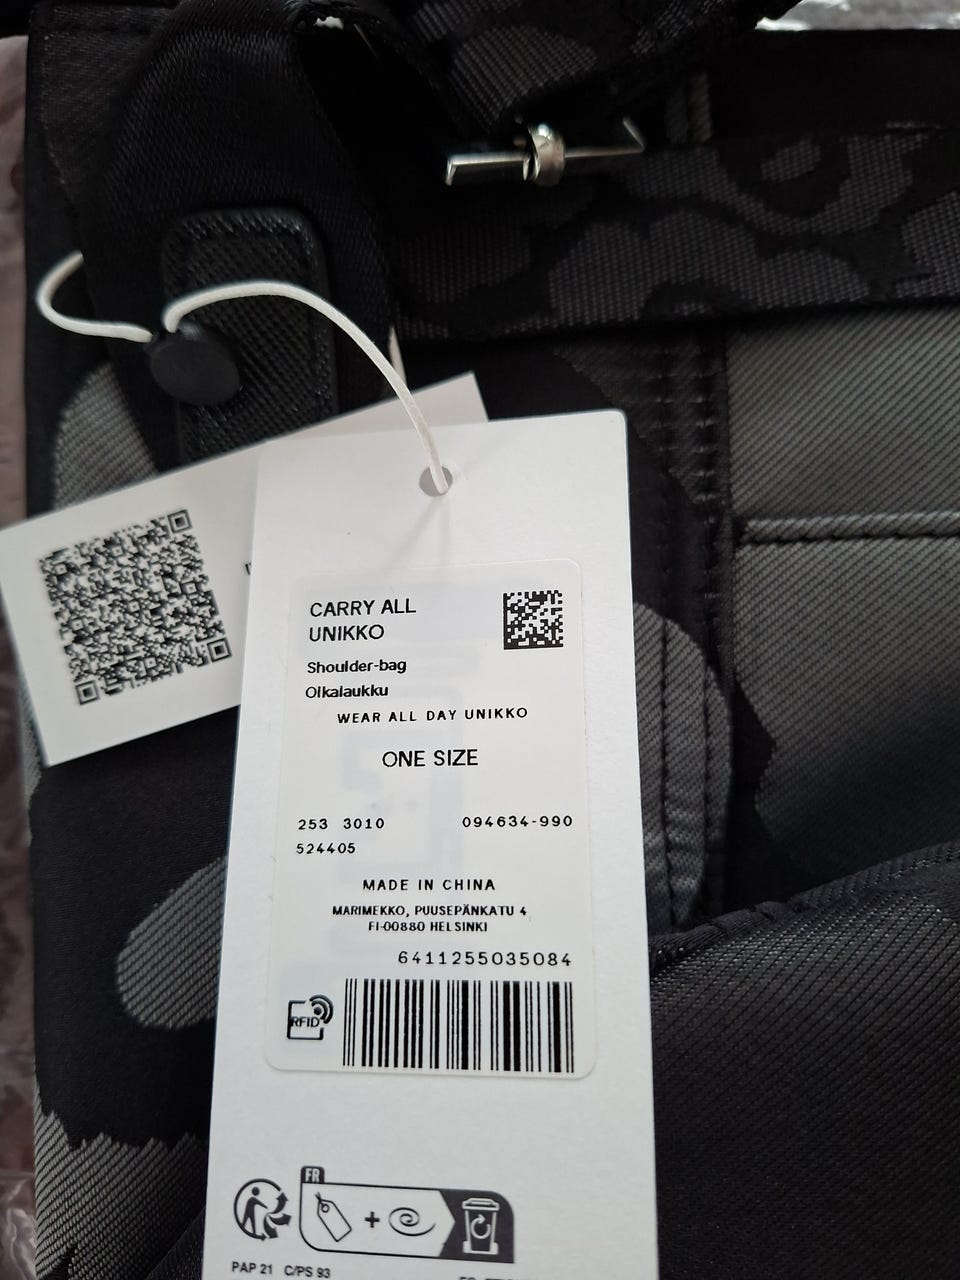 CARRY ALL
UNIKKO
Shoulder-bag
Olkalaukku
WEAR ALL DAY UNIKKO
ONE SIZE
253 3010 094634-990
524405
MADE IN CHINA
MARIMEKKO, PUUSEPÄNKATU 4
FI-00880 HELSINKI
6411255035084
RFID
FR
PAP 21 C/PS 93